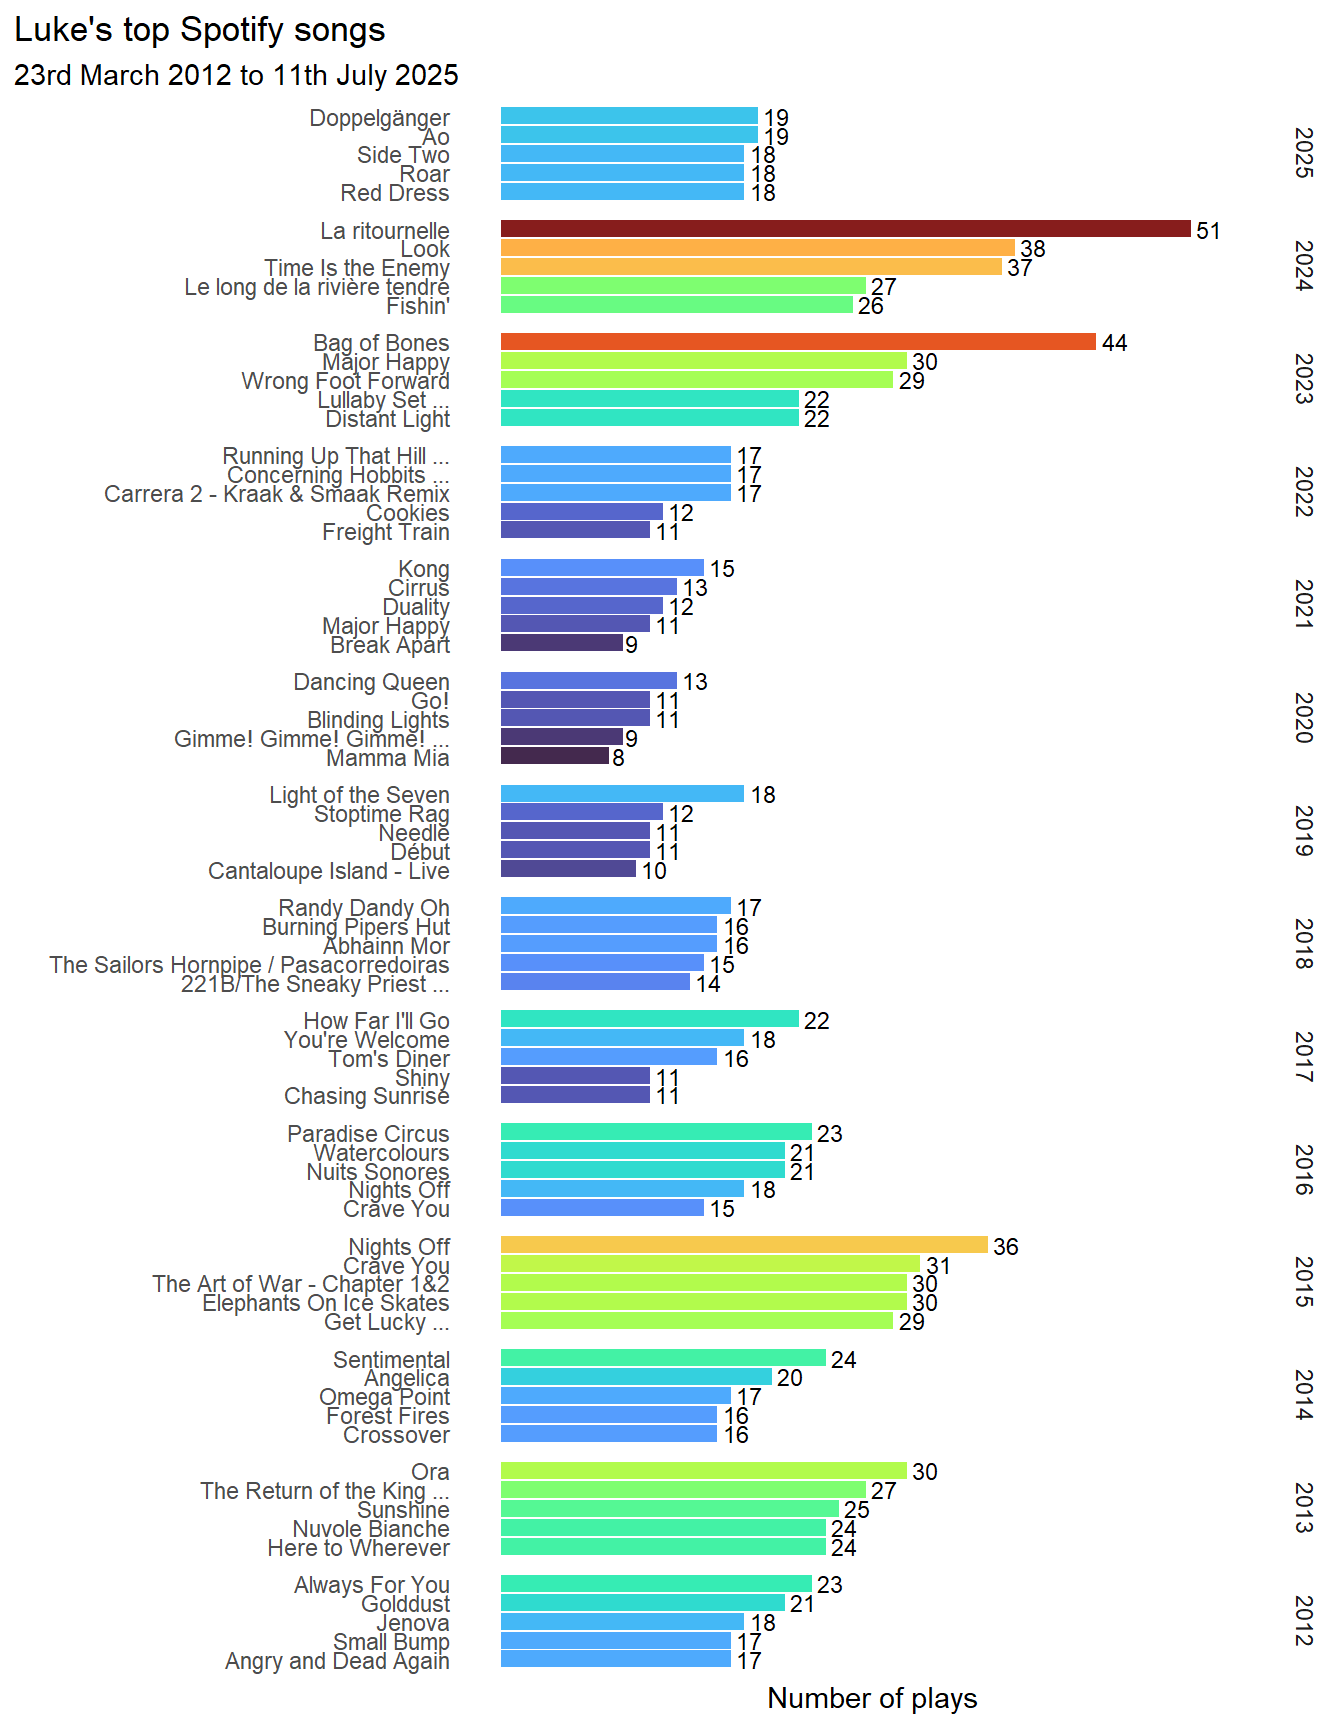 Luke's top Spotify songs
23rd March 2012 to 11th July 2025
Doppelgänger 19
Ao 19
Side Two 18
Roar 18
Red Dress 18
2025
La ritournelle 51
Look 38
Time Is the Enemy 37
Le long de la rivière tendre 27
Fishin' 26
2024
Bag of Bones 44
Major Happy 30
Wrong Foot Forward 29
Lullaby Set ... 22
Distant Light 22
2023
Running Up That Hill ... 17
Concerning Hobbits ... 17
Carrera 2 - Kraak & Smaak Remix 17
Cookies 12
Freight Train 11
2022
Kong 15
Cirrus 13
Duality 12
Major Happy 11
Break Apart 9
2021
Dancing Queen 13
Go! 11
Blinding Lights 11
Gimme! Gimme! Gimme! ... 9
Mamma Mia 8
2020
Light of the Seven 18
Stoptime Rag 12
Needle 11
Début 11
Cantaloupe Island - Live 10
2019
Randy Dandy Oh 17
Burning Pipers Hut 16
Abhainn Mor 16
The Sailors Hornpipe / Pasacorredoiras 15
221B/The Sneaky Priest ... 14
2018
How Far I'll Go 22
You're Welcome 18
Tom's Diner 16
Shiny 11
Chasing Sunrise 11
2017
Paradise Circus 23
Watercolours 21
Nuits Sonores 21
Nights Off 18
Crave You 15
2016
Nights Off 36
Crave You 31
The Art of War - Chapter 1&2 30
Elephants On Ice Skates 30
Get Lucky ... 29
2015
Sentimental 24
Angelica 20
Omega Point 17
Forest Fires 16
Crossover 16
2014
Ora 30
The Return of the King ... 27
Sunshine 25
Nuvole Bianche 24
Here to Wherever 24
2013
Always For You 23
Golddust 21
Jenova 18
Small Bump 17
Angry and Dead Again 17
2012
Number of plays